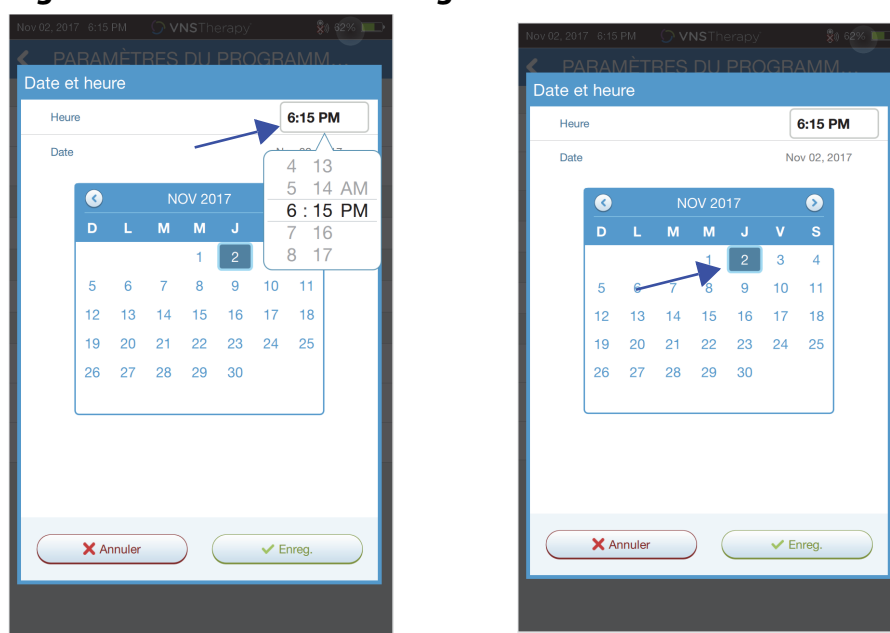 Nov 02, 2017 6:15 PM VNSTherapy 62%
PARAMÈTRES DU PROGRAMM...
Date et heure
Heure 6:15 PM
Date
4 13
5 14 AM
6 : 15 PM
7 16
8 17
NOV 2017
D L M M J
1 2
5 6 7 8 9 10 11
12 13 14 15 16 17 18
19 20 21 22 23 24 25
26 27 28 29 30
Annuler Enreg.
Nov 02, 2017 6:15 PM VNSTherapy 62%
PARAMÈTRES DU PROGRAMM...
Date et heure
Heure 6:15 PM
Date Nov 02, 2017
NOV 2017
D L M M J V S
1 2 3 4
5 6 7 8 9 10 11
12 13 14 15 16 17 18
19 20 21 22 23 24 25
26 27 28 29 30
Annuler Enreg.